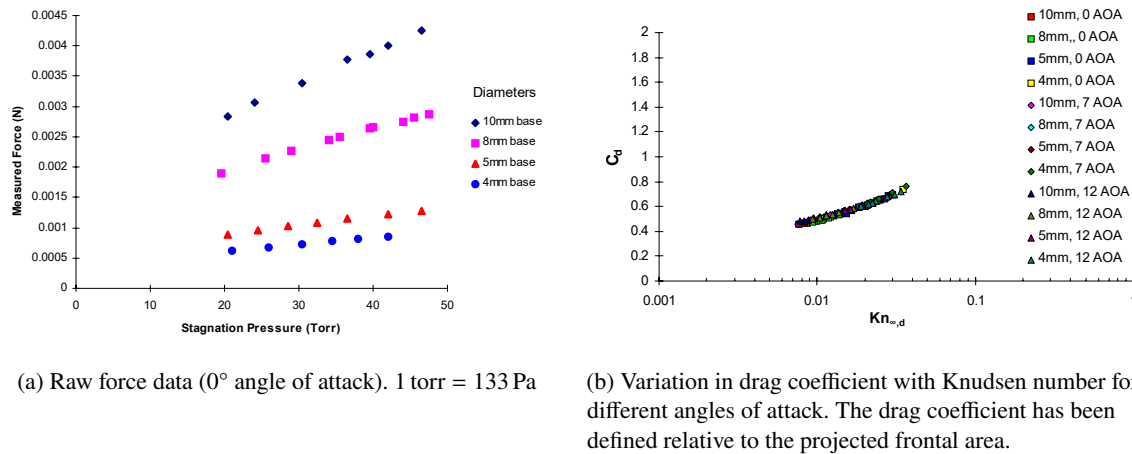 0.0045
0.004
0.0035
0.003
0.0025
0.002
0.0015
0.001
0.0005
0
0
10
20
30
40
50
Measured Force (N)
Stagnation Pressure (Torr)
Diameters
10mm base
8mm base
5mm base
4mm base
(a) Raw force data (0° angle of attack). 1 torr = 133 Pa
2
1.8
1.6
1.4
1.2
1
0.8
0.6
0.4
0.2
0
0.001
0.01
0.1
C_d
Kn_∞,d
10mm, 0 AOA
8mm,, 0 AOA
5mm, 0 AOA
4mm, 0 AOA
10mm, 7 AOA
8mm, 7 AOA
5mm, 7 AOA
4mm, 7 AOA
10mm, 12 AOA
8mm, 12 AOA
5mm, 12 AOA
4mm, 12 AOA
(b) Variation in drag coefficient with Knudsen number fo
different angles of attack. The drag coefficient has been
defined relative to the projected frontal area.